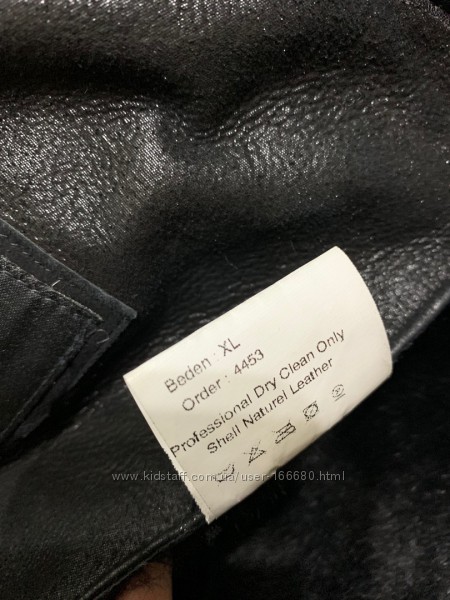 Beden : XL
Order : 4453
Professional Dry Clean Only
Shell Naturel Leather
www.kidstaff.com.ua/user-166680.html